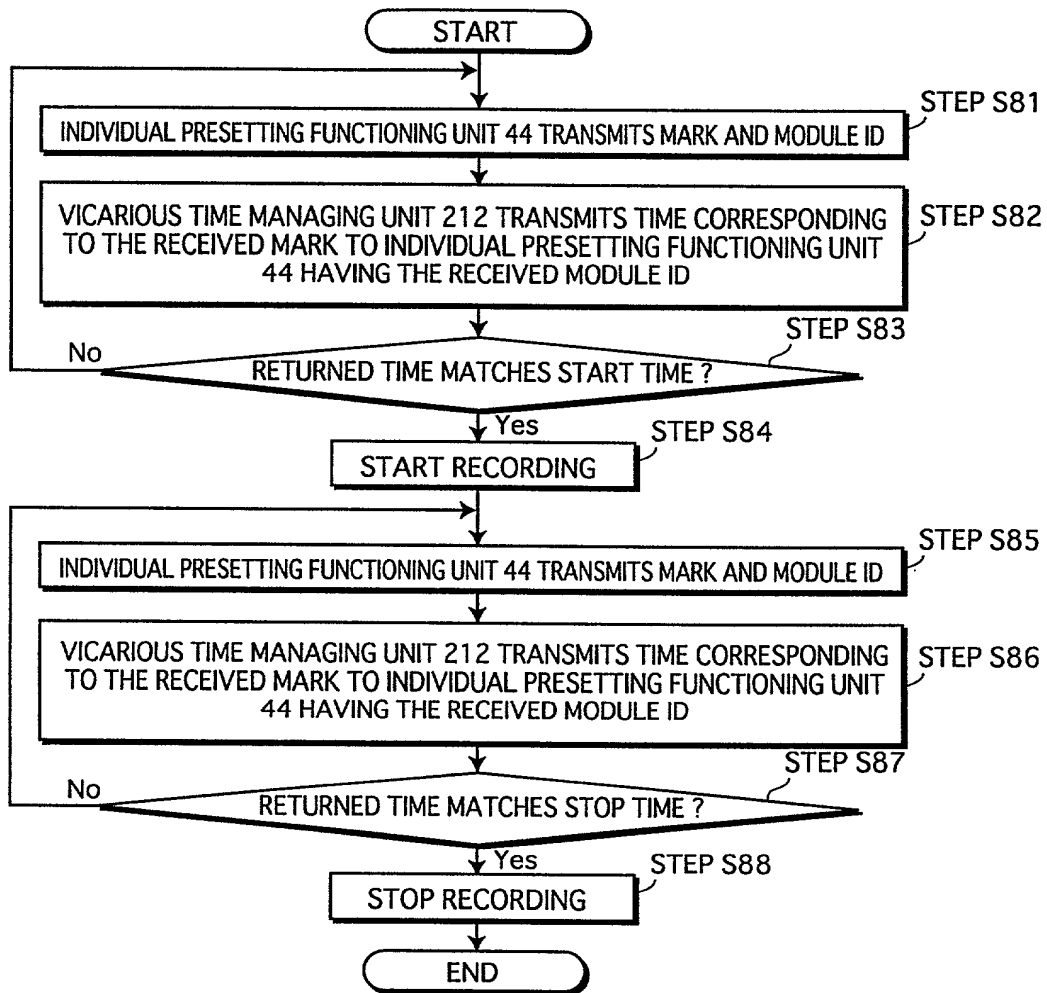 START
STEP S81
INDIVIDUAL PRESETTING FUNCTIONING UNIT 44 TRANSMITS MARK AND MODULE ID
STEP S82
VICARIOUS TIME MANAGING UNIT 212 TRANSMITS TIME CORRESPONDING
TO THE RECEIVED MARK TO INDIVIDUAL PRESETTING FUNCTIONING UNIT
44 HAVING THE RECEIVED MODULE ID
STEP S83
No
RETURNED TIME MATCHES START TIME ?
Yes
STEP S84
START RECORDING
STEP S85
INDIVIDUAL PRESETTING FUNCTIONING UNIT 44 TRANSMITS MARK AND MODULE ID
STEP S86
VICARIOUS TIME MANAGING UNIT 212 TRANSMITS TIME CORRESPONDING
TO THE RECEIVED MARK TO INDIVIDUAL PRESETTING FUNCTIONING UNIT
44 HAVING THE RECEIVED MODULE ID
STEP S87
No
RETURNED TIME MATCHES STOP TIME ?
Yes
STEP S88
STOP RECORDING
END